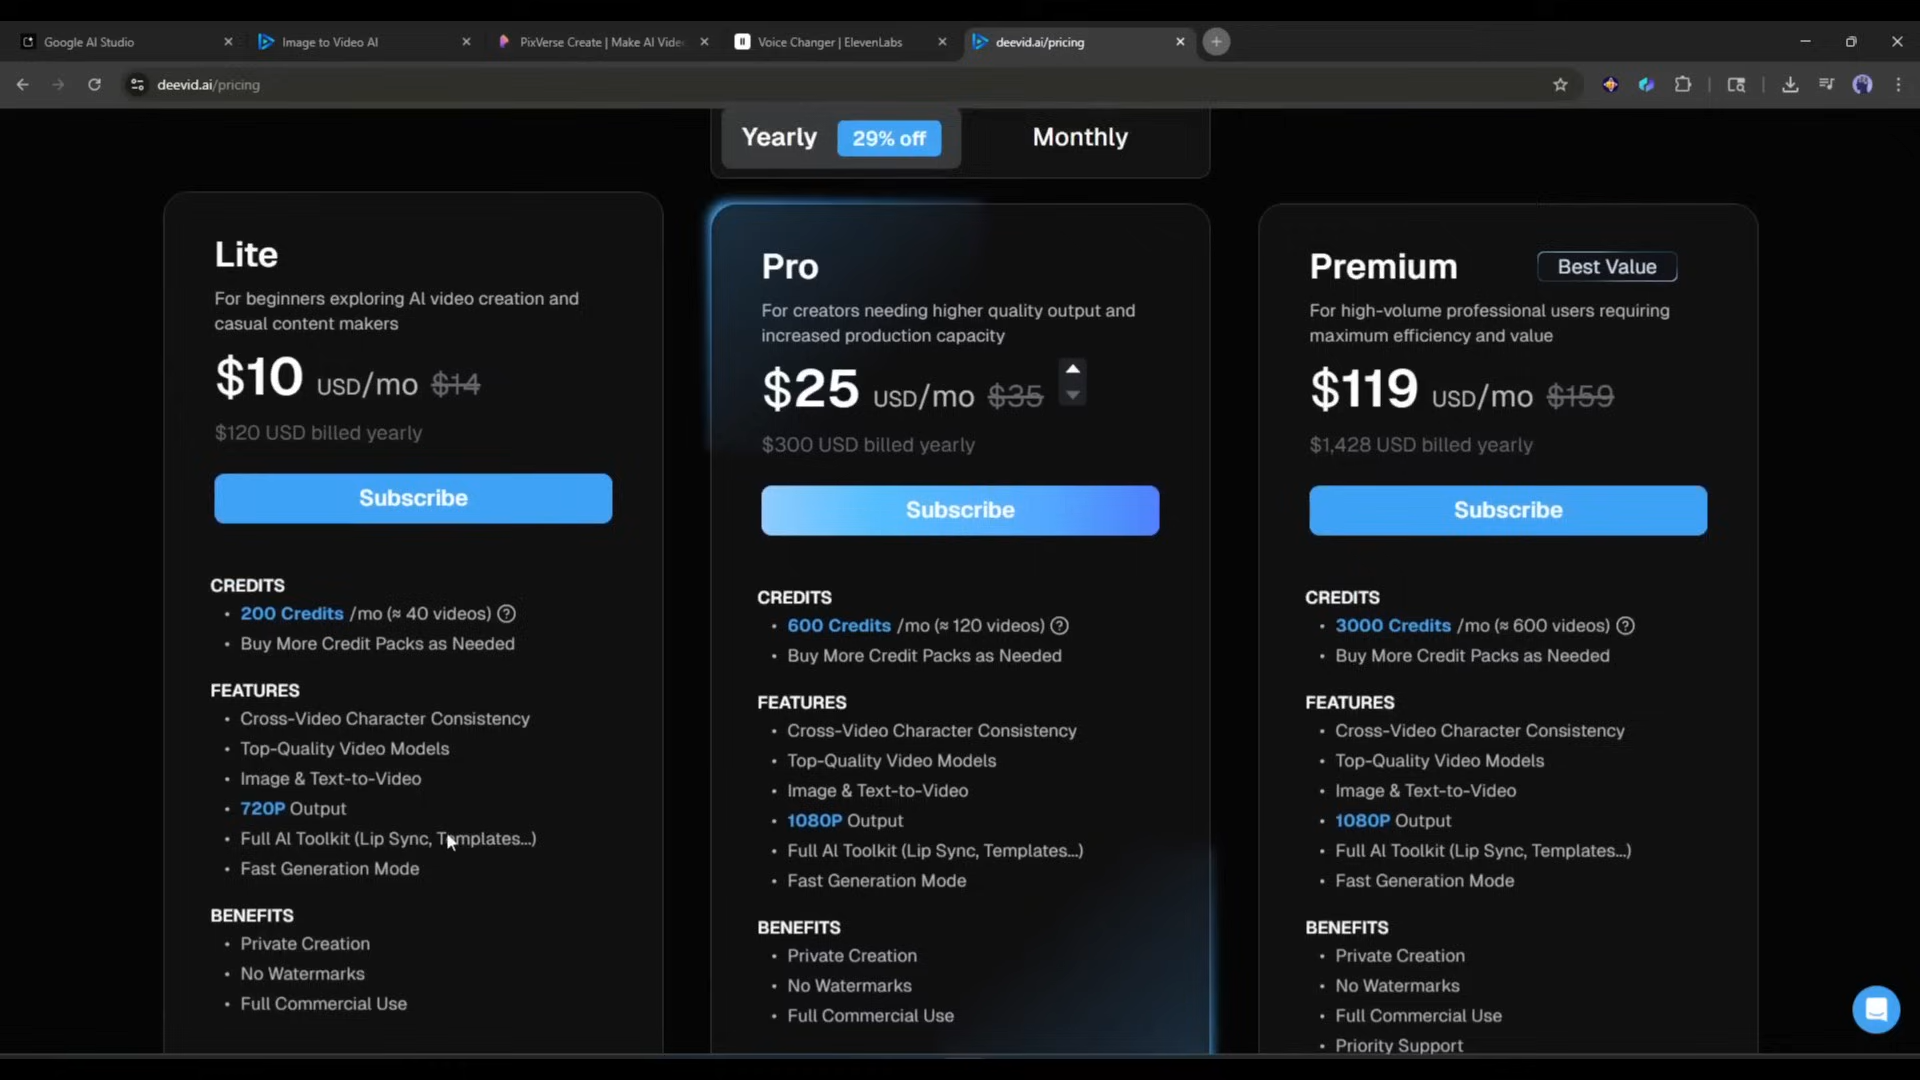 Google AI Studio
Image to Video AI
PixVerse Create | Make AI Vide
Voice Changer | ElevenLabs
deevid.ai/pricing
deevid.ai/pricing
Yearly 29% off Monthly
Lite
For beginners exploring AI video creation and
casual content makers
$10 USD/mo $14
$120 USD billed yearly
Subscribe
CREDITS
• 200 Credits /mo (≈ 40 videos) ?
• Buy More Credit Packs as Needed
FEATURES
• Cross-Video Character Consistency
• Top-Quality Video Models
• Image & Text-to-Video
• 720P Output
• Full AI Toolkit (Lip Sync, Templates...)
• Fast Generation Mode
BENEFITS
• Private Creation
• No Watermarks
• Full Commercial Use
Pro
For creators needing higher quality output and
increased production capacity
$25 USD/mo $35
$300 USD billed yearly
Subscribe
CREDITS
• 600 Credits /mo (≈ 120 videos) ?
• Buy More Credit Packs as Needed
FEATURES
• Cross-Video Character Consistency
• Top-Quality Video Models
• Image & Text-to-Video
• 1080P Output
• Full AI Toolkit (Lip Sync, Templates...)
• Fast Generation Mode
BENEFITS
• Private Creation
• No Watermarks
• Full Commercial Use
Premium Best Value
For high-volume professional users requiring
maximum efficiency and value
$119 USD/mo $159
$1,428 USD billed yearly
Subscribe
CREDITS
• 3000 Credits /mo (≈ 600 videos) ?
• Buy More Credit Packs as Needed
FEATURES
• Cross-Video Character Consistency
• Top-Quality Video Models
• Image & Text-to-Video
• 1080P Output
• Full AI Toolkit (Lip Sync, Templates...)
• Fast Generation Mode
BENEFITS
• Private Creation
• No Watermarks
• Full Commercial Use
• Priority Support